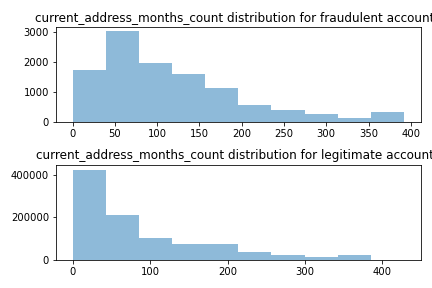 current_address_months_count distribution for fraudulent account
3000
2000
1000
0
0 50 100 150 200 250 300 350 400
current_address_months_count distribution for legitimate account
400000
200000
0
0 100 200 300 400